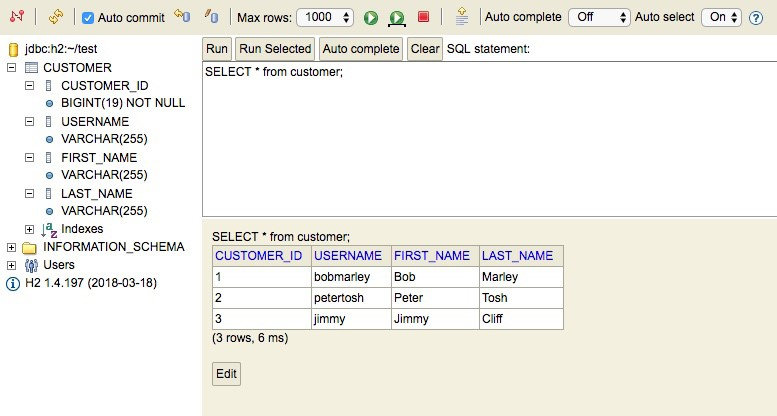 Auto commit Max rows: 1000 Auto complete Off Auto select On
jdbc:h2:~/test
CUSTOMER
CUSTOMER_ID
BIGINT(19) NOT NULL
USERNAME
VARCHAR(255)
FIRST_NAME
VARCHAR(255)
LAST_NAME
VARCHAR(255)
Indexes
INFORMATION_SCHEMA
Users
H2 1.4.197 (2018-03-18)
Run Run Selected Auto complete Clear SQL statement:
SELECT * from customer;
SELECT * from customer;
CUSTOMER_ID USERNAME FIRST_NAME LAST_NAME
1 bobmarley Bob Marley
2 petertosh Peter Tosh
3 jimmy Jimmy Cliff
(3 rows, 6 ms)
Edit